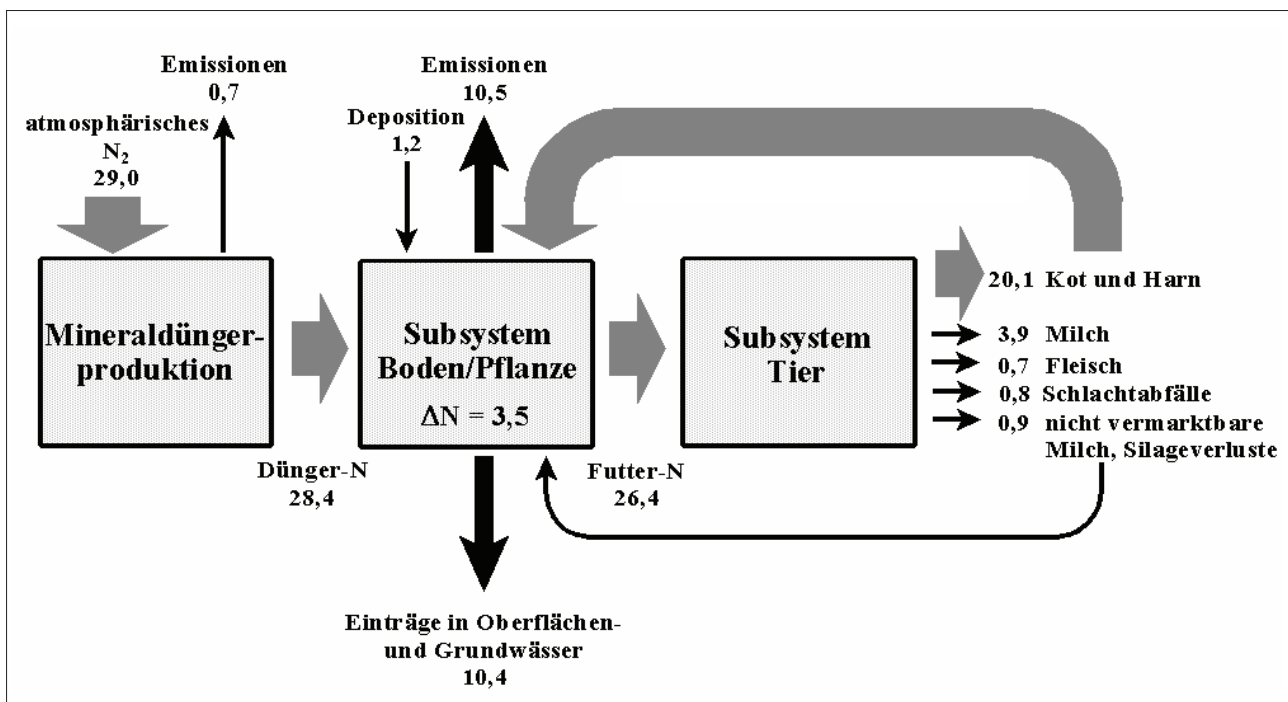 Emissionen
0,7
atmosphärisches
N₂
29,0
Emissionen
10,5
Deposition
1,2
Mineraldünger-
produktion
Subsystem
Boden/Pflanze
ΔN = 3,5
Subsystem
Tier
20,1 Kot und Harn
3,9 Milch
0,7 Fleisch
0,8 Schlachtabfälle
0,9 nicht vermarktbare
Milch, Silageverluste
Dünger-N
28,4
Futter-N
26,4
Einträge in Oberflächen-
und Grundwässer
10,4